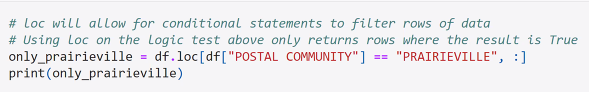 # loc will allow for conditional statements to filter rows of data
# Using loc on the logic test above only returns rows where the result is True
only_prairieville = df.loc[df["POSTAL COMMUNITY"] == "PRAIRIEVILLE", :]
print(only_prairieville)